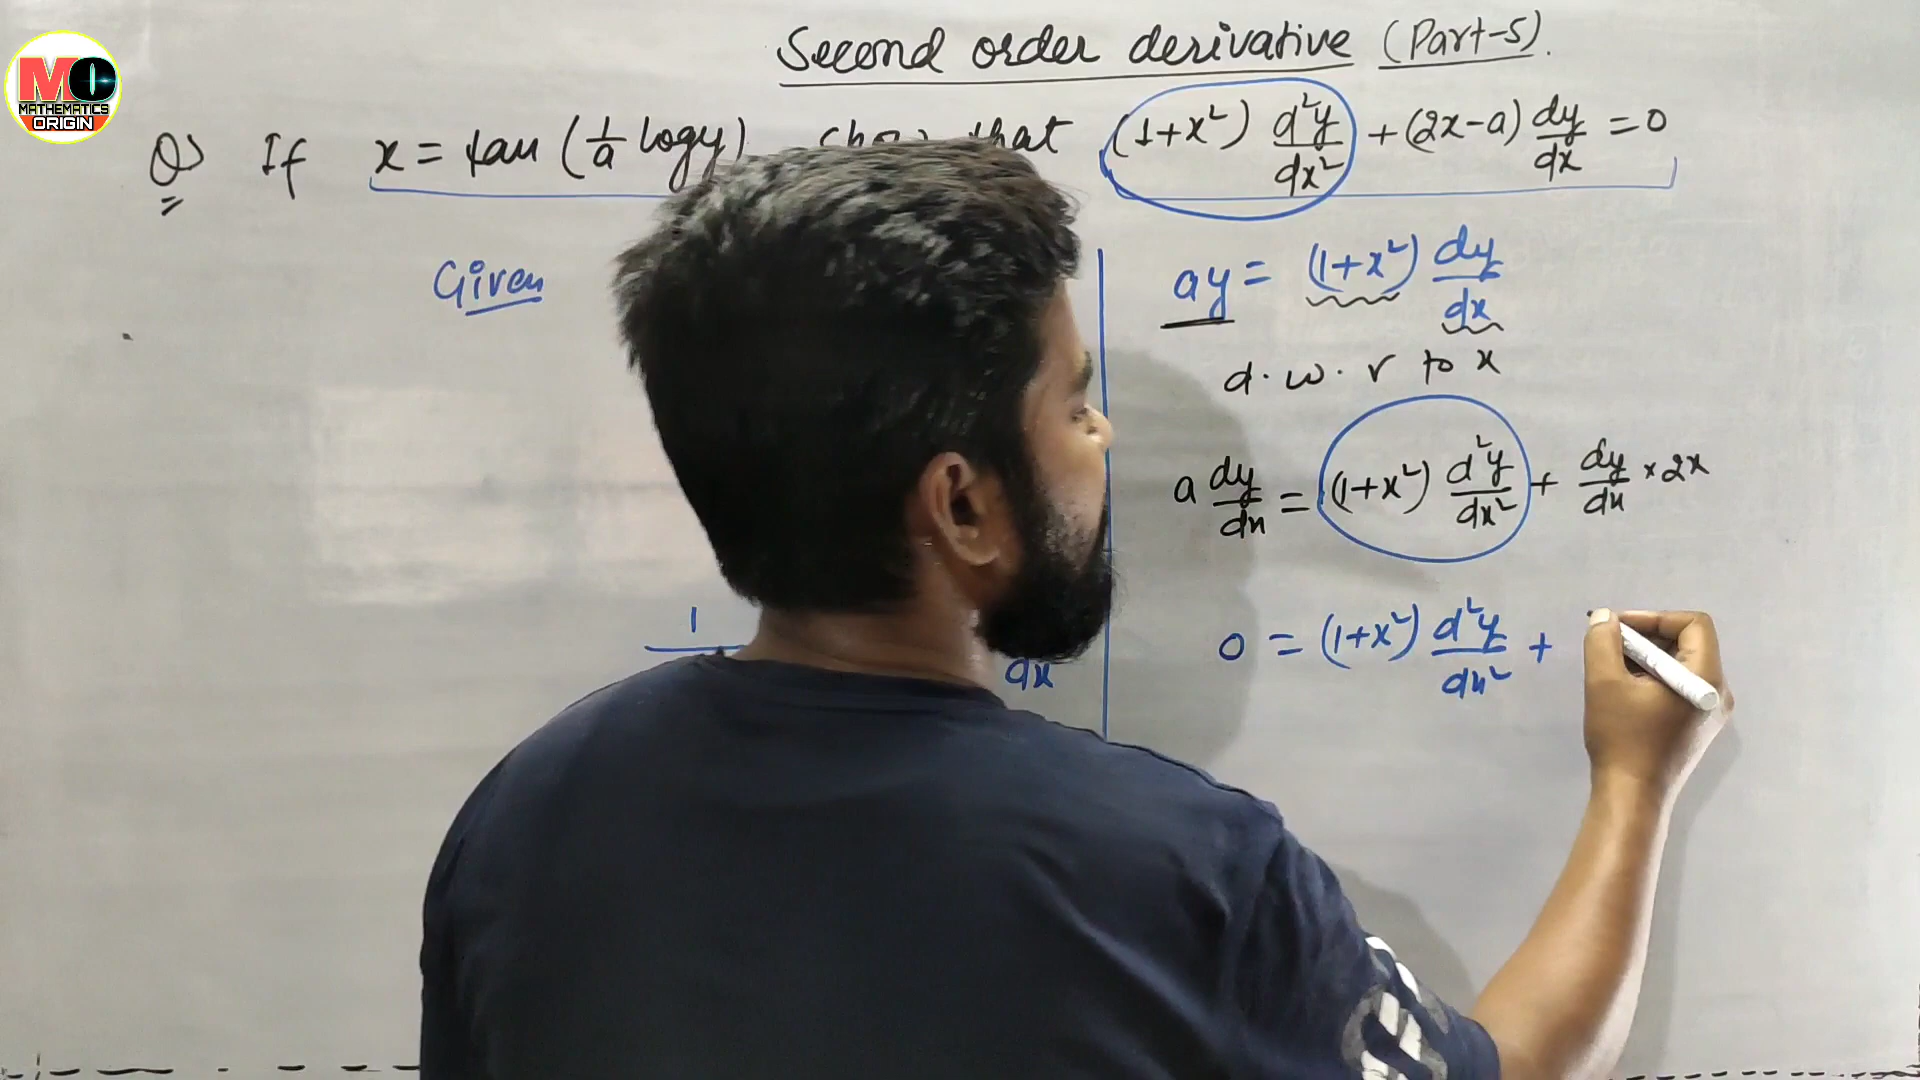 MO
MATHEMATICS
ORIGIN
Second order derivative (Part-5).
Q> If x = tan (1/a logy) show that (1+x²) d²y/dx² + (2x-a) dy/dx = 0
Given
1
dx
ay = (1+x²) dy/dx
d.w.r to x
a dy/dx = (1+x²) d²y/dx² + dy/dx × 2x
0 = (1+x²) d²y/dx² +